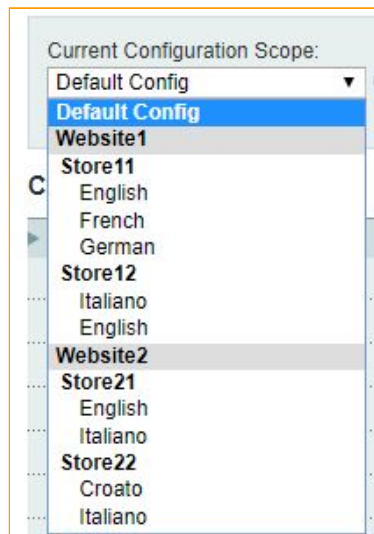 Current Configuration Scope:
Default Config
Default Config
Website1
Store11
English
French
German
Store12
Italiano
English
Website2
Store21
English
Italiano
Store22
Croato
Italiano
C